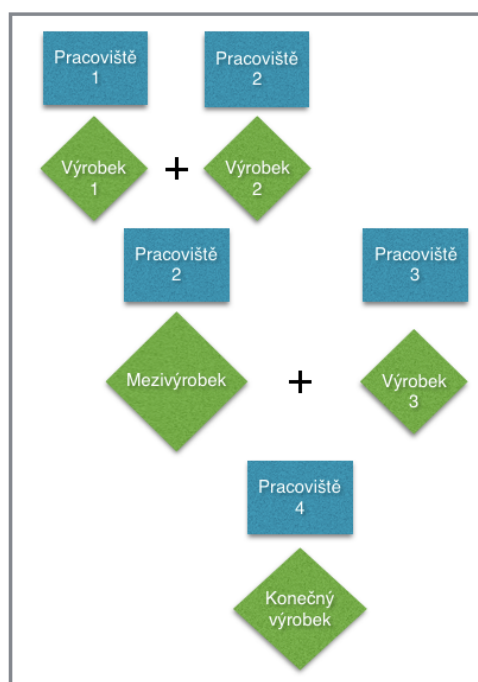 Pracoviště
1
Pracoviště
2
Výrobek
1
+
Výrobek
2
Pracoviště
2
Pracoviště
3
Mezivýrobek
+
Výrobek
3
Pracoviště
4
Konečný
výrobek